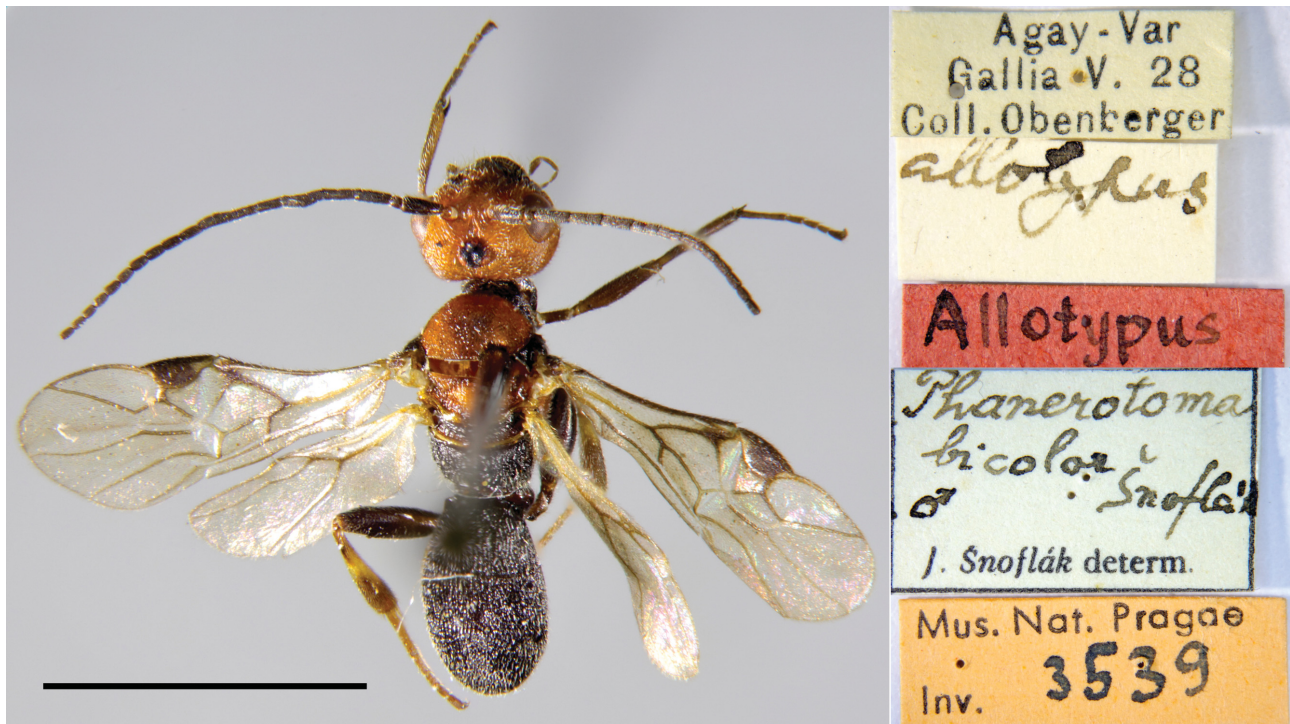 Agay-Var
Gallia V. 28
Coll. Obenberger
allotypus
Allotypus
Phanerotoma
bicolor
♂ Šnoflák
J. Šnoflák determ.
Mus. Nat. Pragae
Inv. 3539